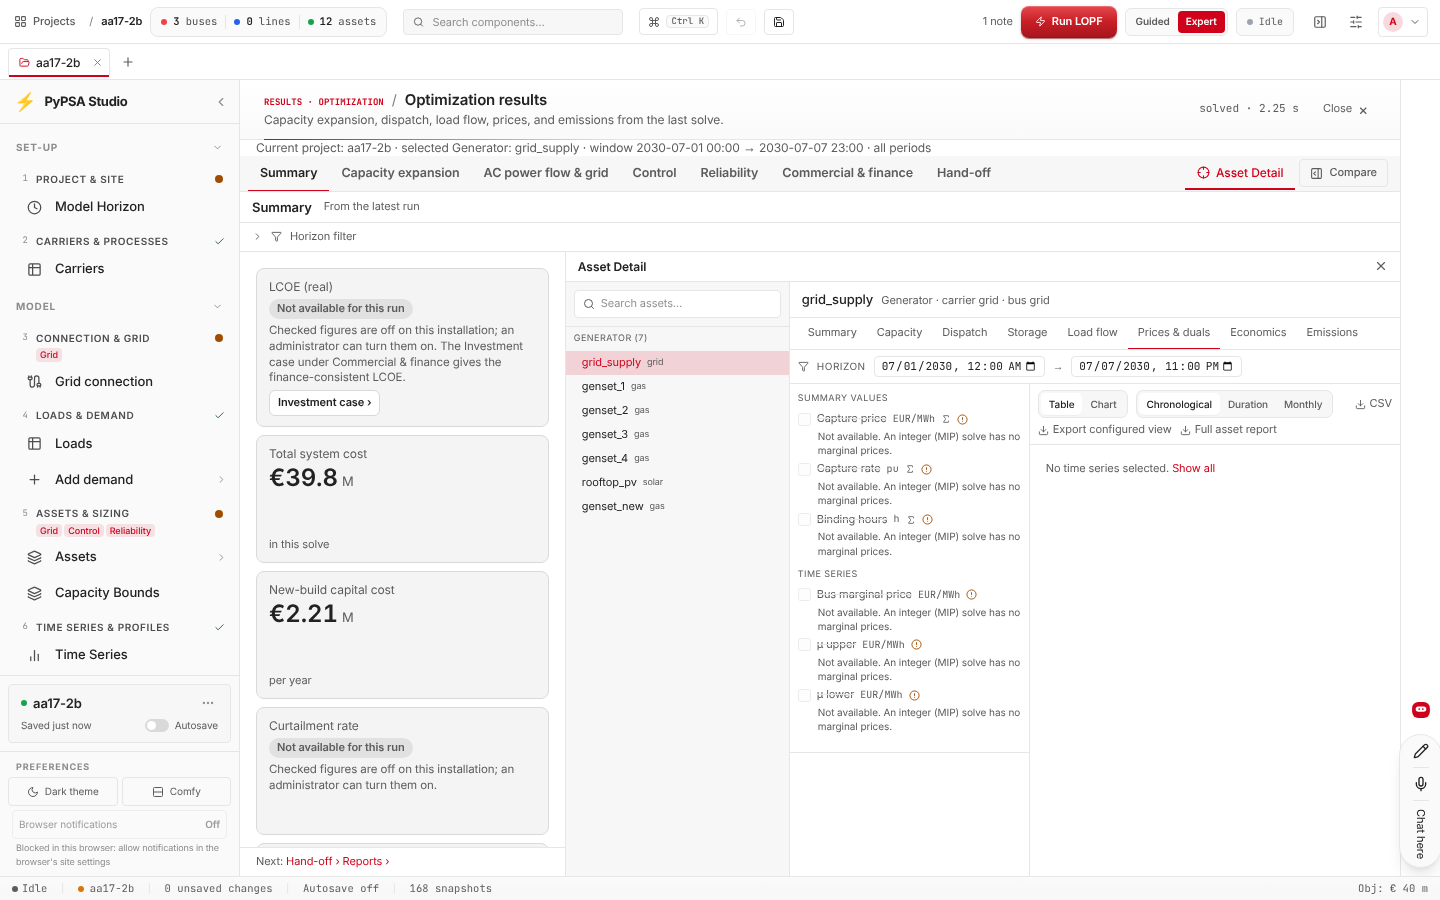 Projects / aa17-2b
3 buses
0 lines
12 assets
Search components...
⌘ Ctrl K
1 note
Run LOPF
Guided
Expert
Idle
A
aa17-2b
PyPSA Studio
SET-UP
1 PROJECT & SITE
Model Horizon
2 CARRIERS & PROCESSES
Carriers
MODEL
3 CONNECTION & GRID
Grid
Grid connection
4 LOADS & DEMAND
Loads
Add demand
5 ASSETS & SIZING
Grid Control Reliability
Assets
Capacity Bounds
6 TIME SERIES & PROFILES
Time Series
aa17-2b
Saved just now
Autosave
PREFERENCES
Dark theme
Comfy
Browser notifications Off
Blocked in this browser: allow notifications in the
browser's site settings
RESULTS · OPTIMIZATION / Optimization results
Capacity expansion, dispatch, load flow, prices, and emissions from the last solve.
solved · 2.25 s
Close ×
Current project: aa17-2b · selected Generator: grid_supply · window 2030-07-01 00:00 → 2030-07-07 23:00 · all periods
Summary
Capacity expansion
AC power flow & grid
Control
Reliability
Commercial & finance
Hand-off
Asset Detail
Compare
Summary From the latest run
Horizon filter
LCOE (real)
Not available for this run
Checked figures are off on this installation; an
administrator can turn them on. The Investment
case under Commercial & finance gives the
finance-consistent LCOE.
Investment case ›
Total system cost
€39.8 M
in this solve
New-build capital cost
€2.21 M
per year
Curtailment rate
Not available for this run
Checked figures are off on this installation; an
administrator can turn them on.
Next: Hand-off › Reports ›
Asset Detail
Search assets...
GENERATOR (7)
grid_supply grid
genset_1 gas
genset_2 gas
genset_3 gas
genset_4 gas
rooftop_pv solar
genset_new gas
grid_supply Generator · carrier grid · bus grid
Summary
Capacity
Dispatch
Storage
Load flow
Prices & duals
Economics
Emissions
HORIZON 07/01/2030, 12:00 AM → 07/07/2030, 11:00 PM
SUMMARY VALUES
Capture price EUR/MWh Σ
Not available. An integer (MIP) solve has no
marginal prices.
Capture rate pu Σ
Not available. An integer (MIP) solve has no
marginal prices.
Binding hours h Σ
Not available. An integer (MIP) solve has no
marginal prices.
TIME SERIES
Bus marginal price EUR/MWh
Not available. An integer (MIP) solve has no
marginal prices.
μ upper EUR/MWh
Not available. An integer (MIP) solve has no
marginal prices.
μ lower EUR/MWh
Not available. An integer (MIP) solve has no
marginal prices.
Table
Chart
Chronological
Duration
Monthly
CSV
Export configured view
Full asset report
No time series selected. Show all
Chat here
Idle
aa17-2b
0 unsaved changes
Autosave off
168 snapshots
Obj: € 40 m